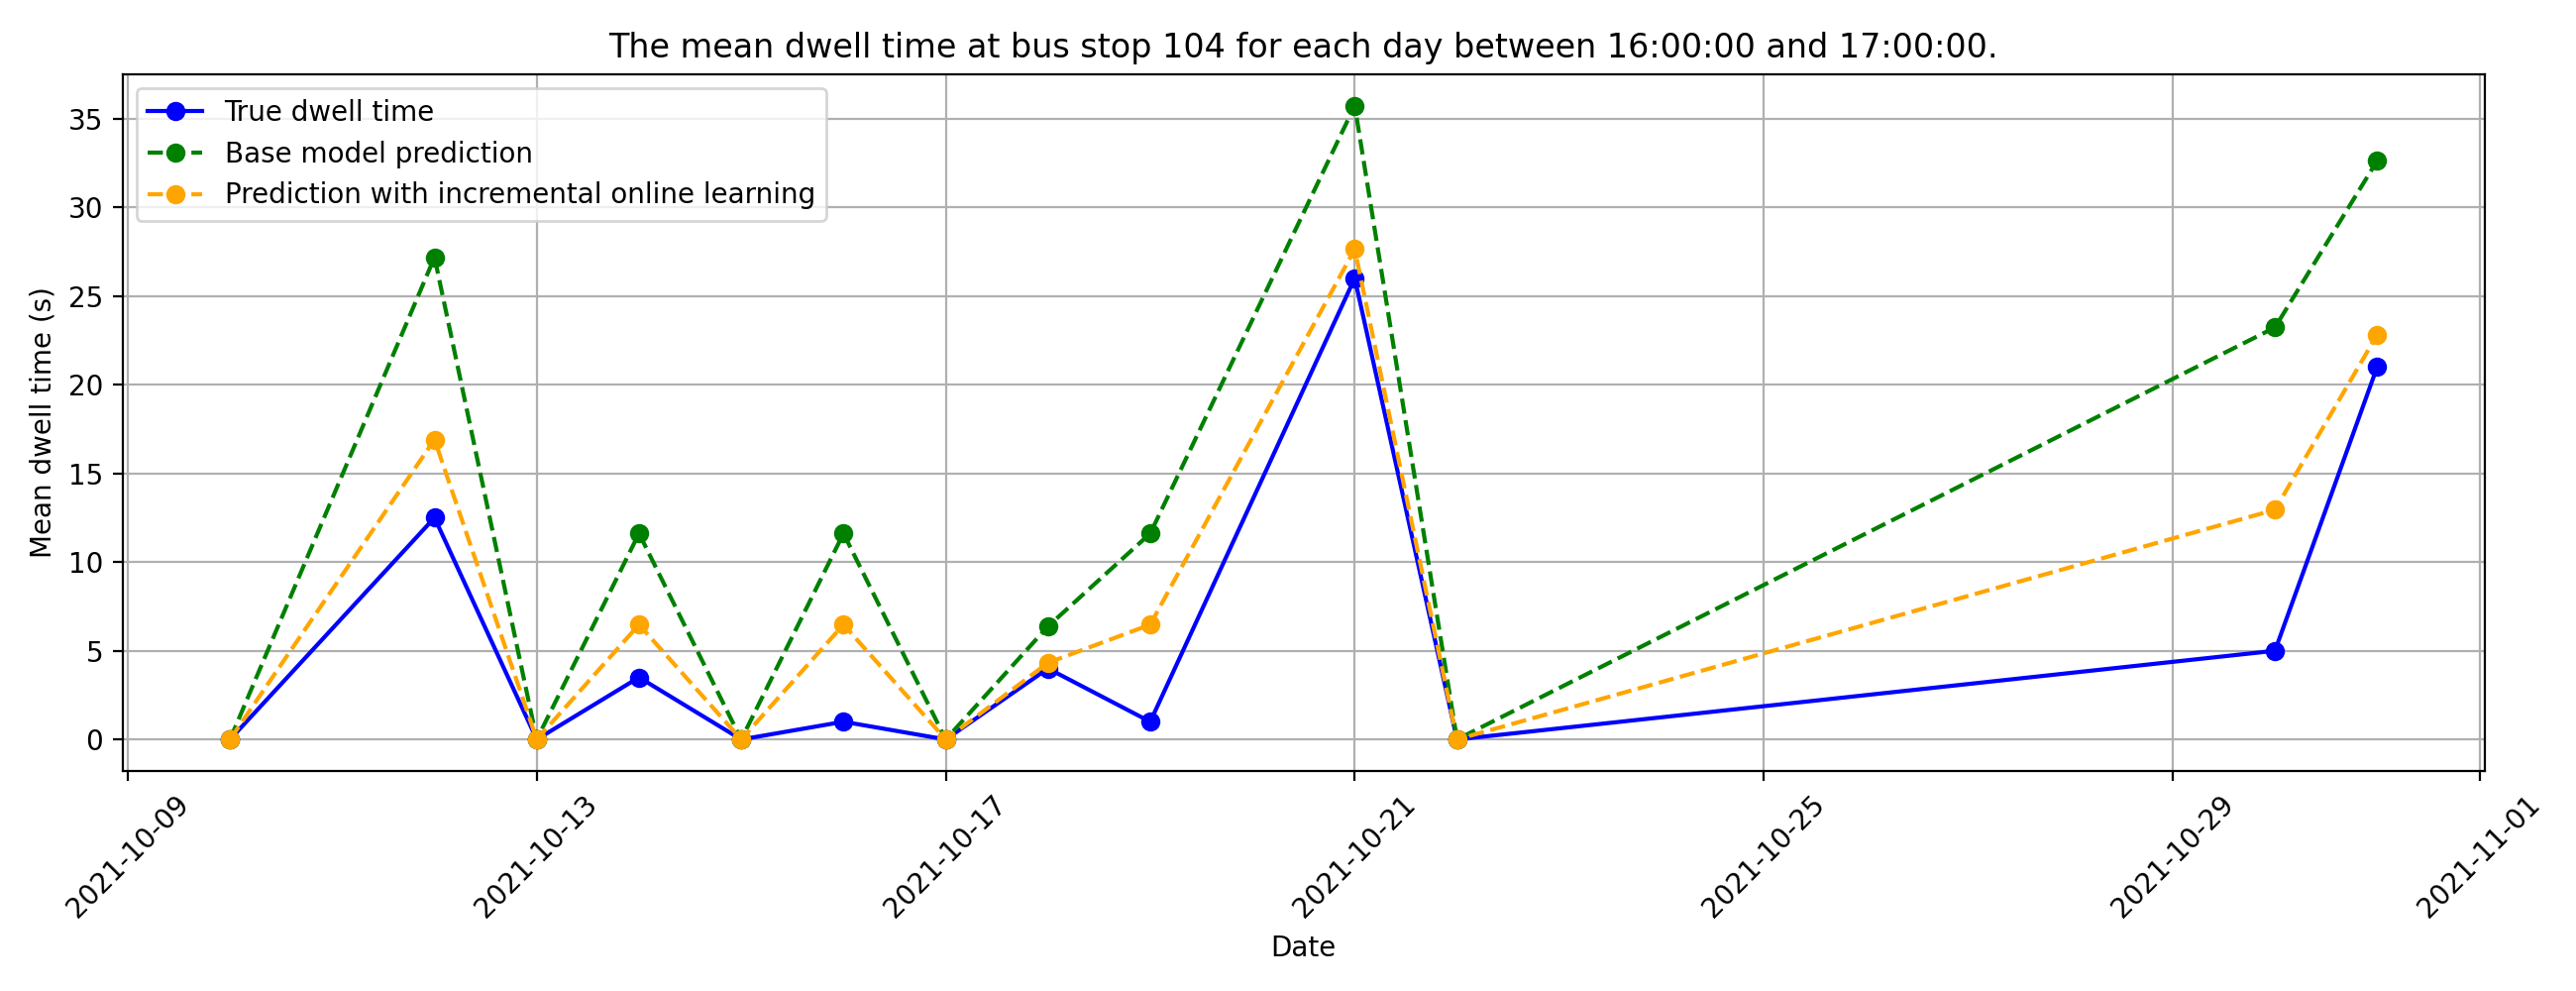 The mean dwell time at bus stop 104 for each day between 16:00:00 and 17:00:00.
True dwell time
Base model prediction
Prediction with incremental online learning
Mean dwell time (s)
35
30
25
20
15
10
5
0
2021-10-09
2021-10-13
2021-10-17
2021-10-21
2021-10-25
2021-10-29
2021-11-01
Date